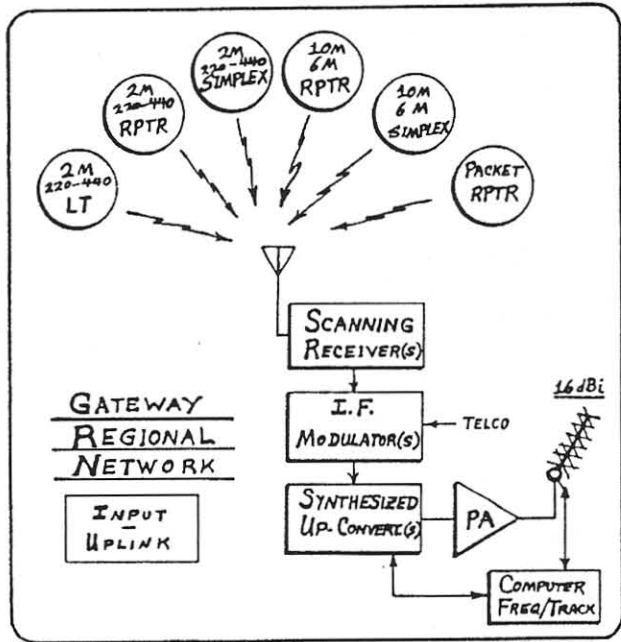 2M
220-440
LT
2M
220-440
RPTR
2M
220-440
SIMPLEX
10M
6M
RPTR
10M
6M
SIMPLEX
PACKET
RPTR
SCANNING
RECEIVER(S)
I.F.
MODULATOR(S)
TELCO
SYNTHESIZED
UP-CONVERT(S)
PA
16dBi
COMPUTER
FREQ/TRACK
GATEWAY
REGIONAL
NETWORK
INPUT
-
UPLINK